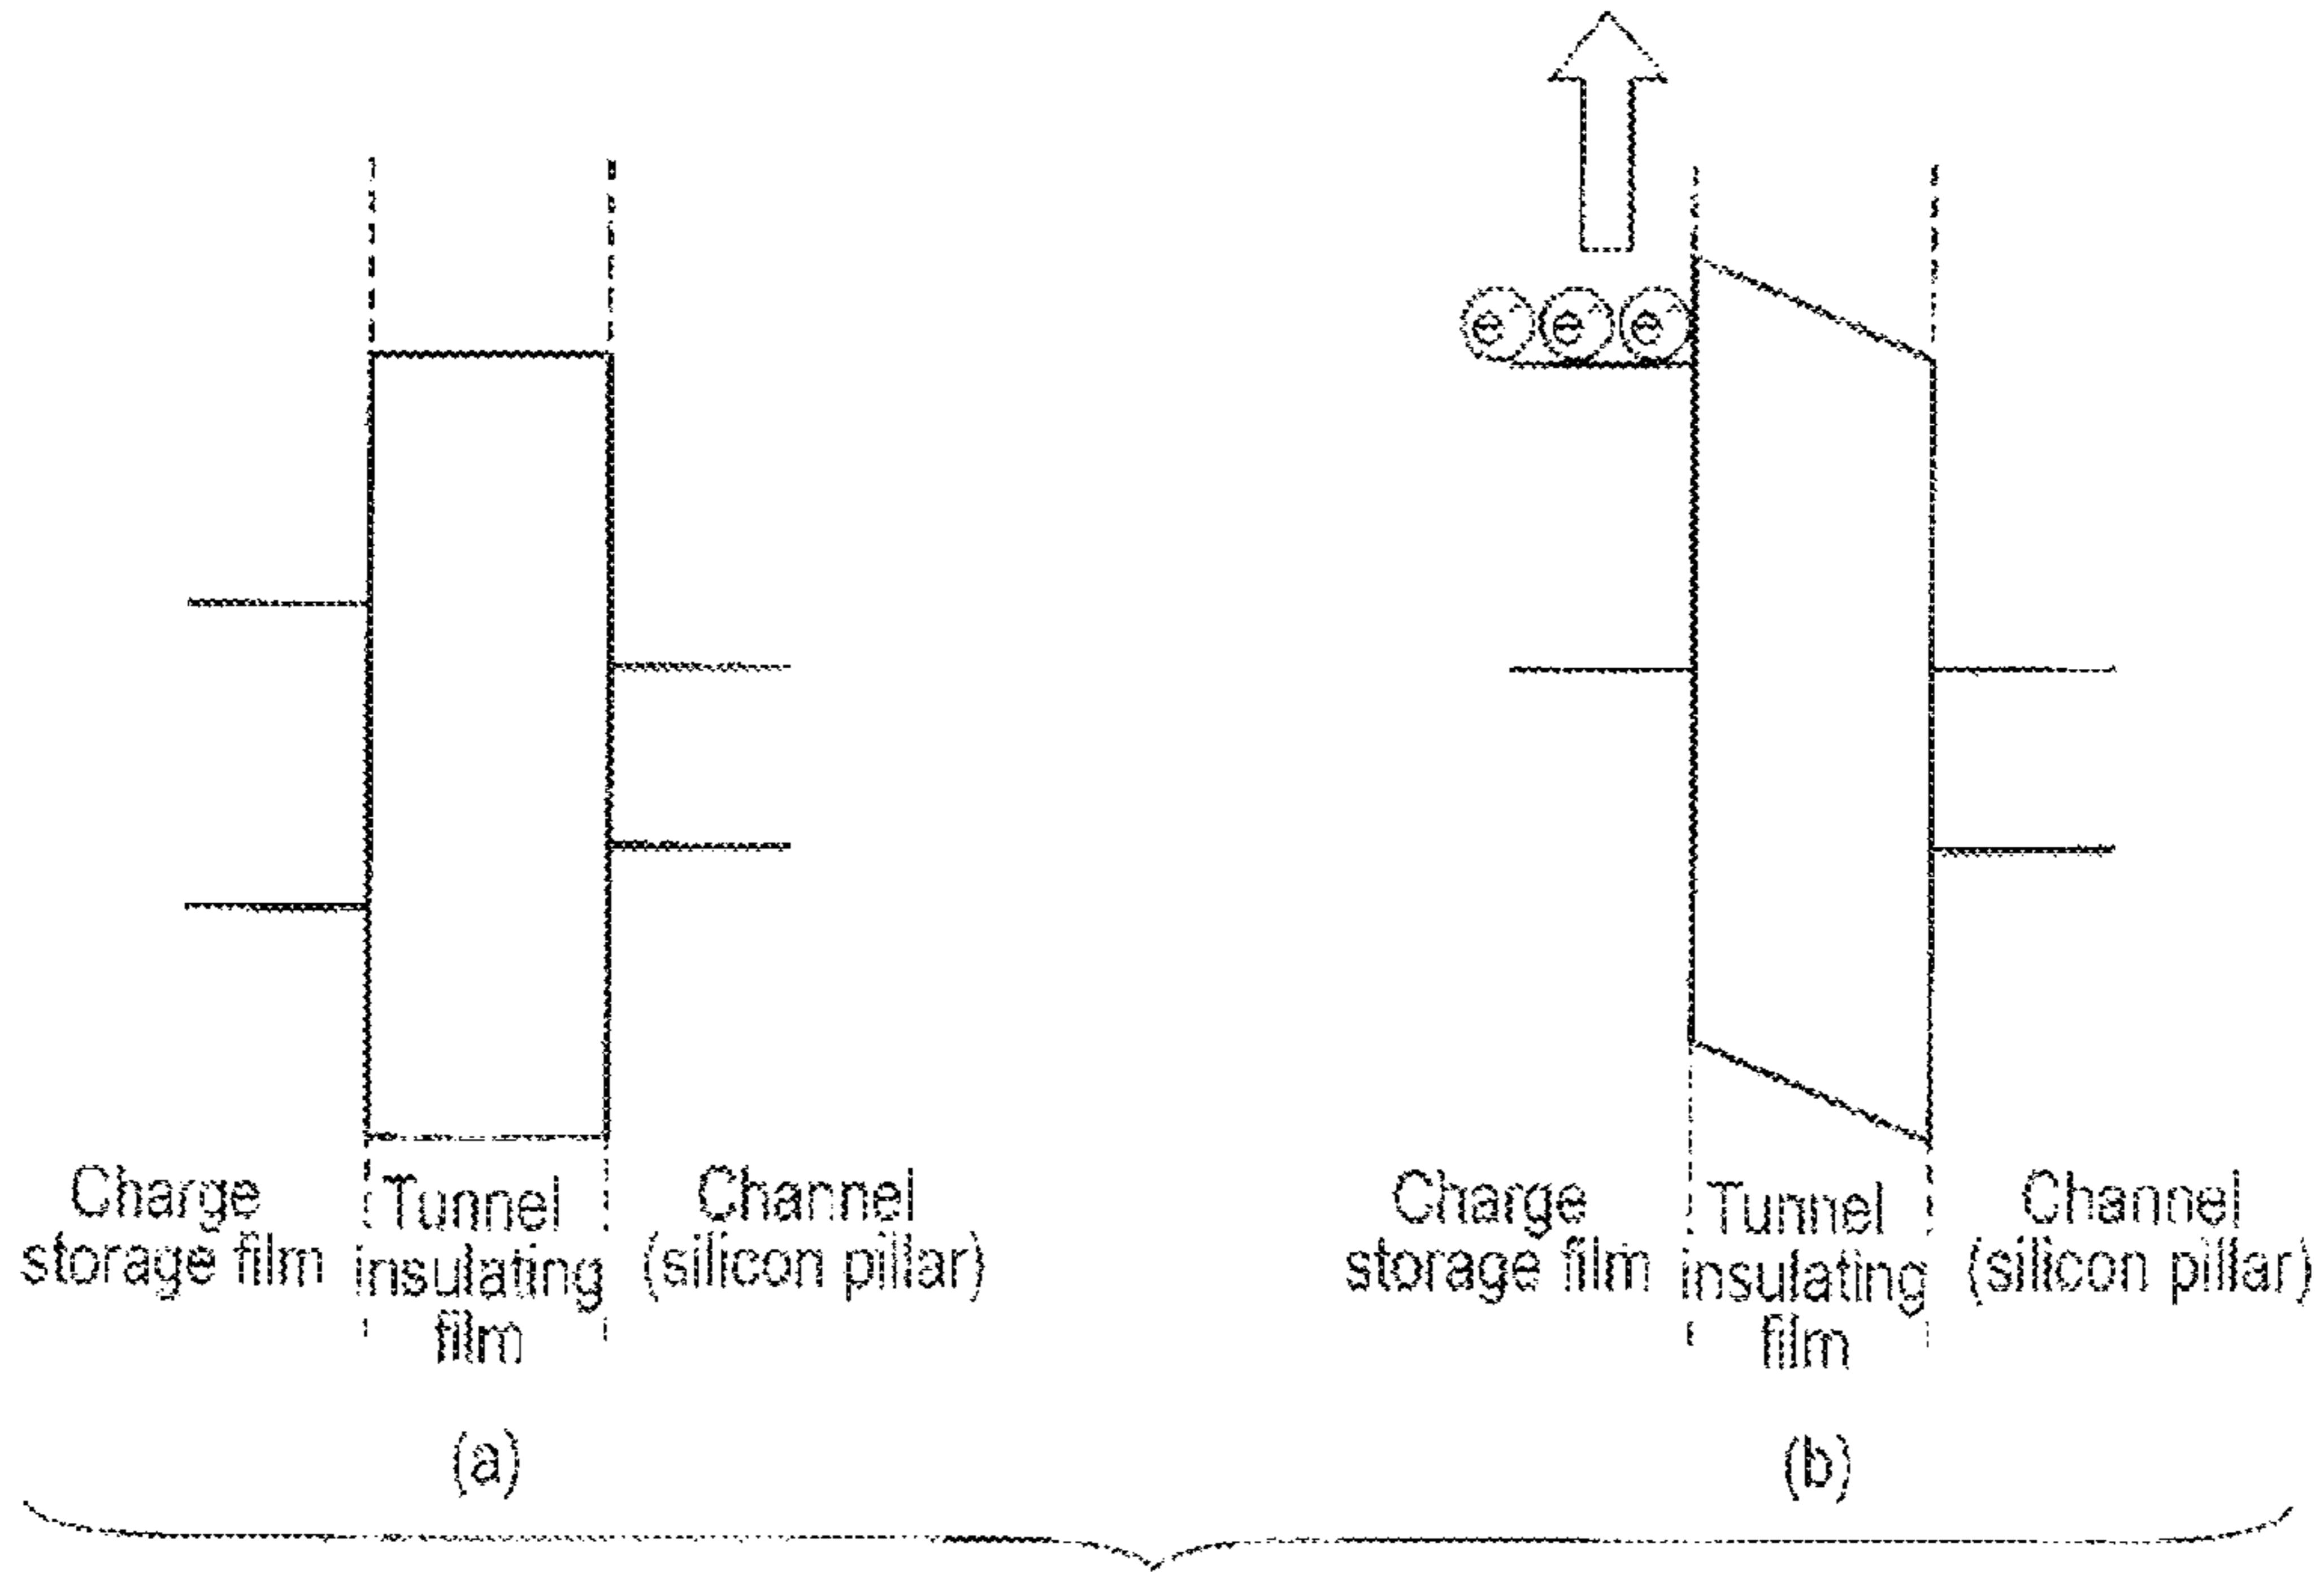 e⁻ e⁻ e⁻
Charge
storage film
Tunnel
insulating
film
Channel
(silicon pillar)
(a)
Charge
storage film
Tunnel
insulating
film
Channel
(silicon pillar)
(b)